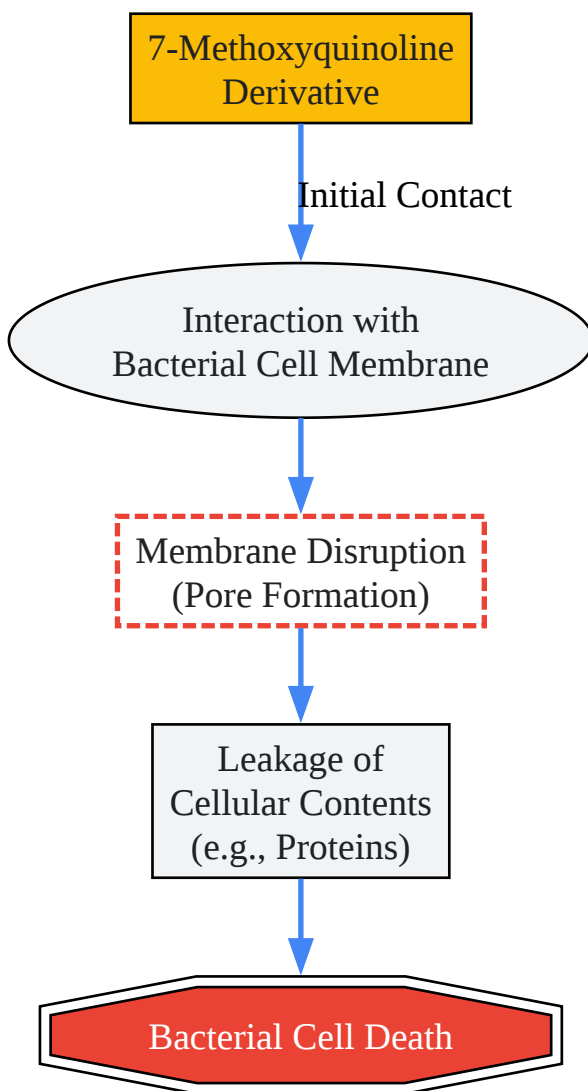 7-Methoxyquinoline
Derivative
Initial Contact
Interaction with
Bacterial Cell Membrane
Membrane Disruption
(Pore Formation)
Leakage of
Cellular Contents
(e.g., Proteins)
Bacterial Cell Death